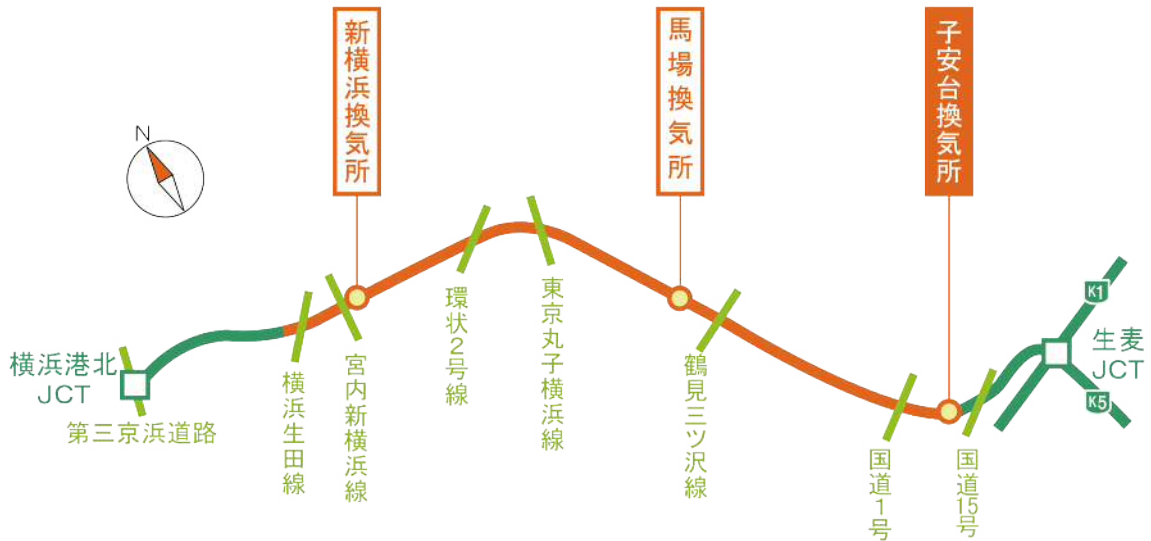 新横浜換気所
馬場換気所
子安台換気所
N
横浜港北
JCT
第三京浜道路
横浜生田線
宮内新横浜線
環状2号線
東京丸子横浜線
鶴見三ツ沢線
国道1号
国道15号
K1
生麦
JCT
K5